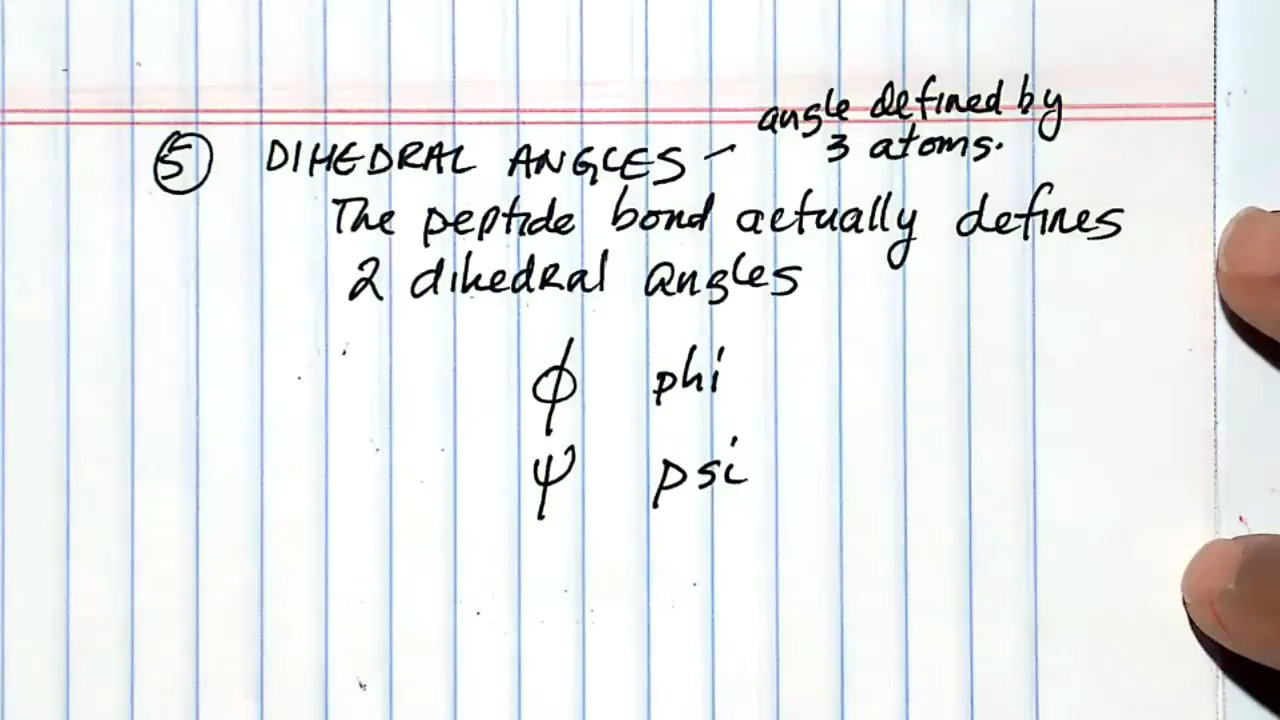 ⑤ DIHEDRAL ANGLES - angle defined by
3 atoms.
The peptide bond actually defines
2 dihedral angles
ϕ phi
ψ psi